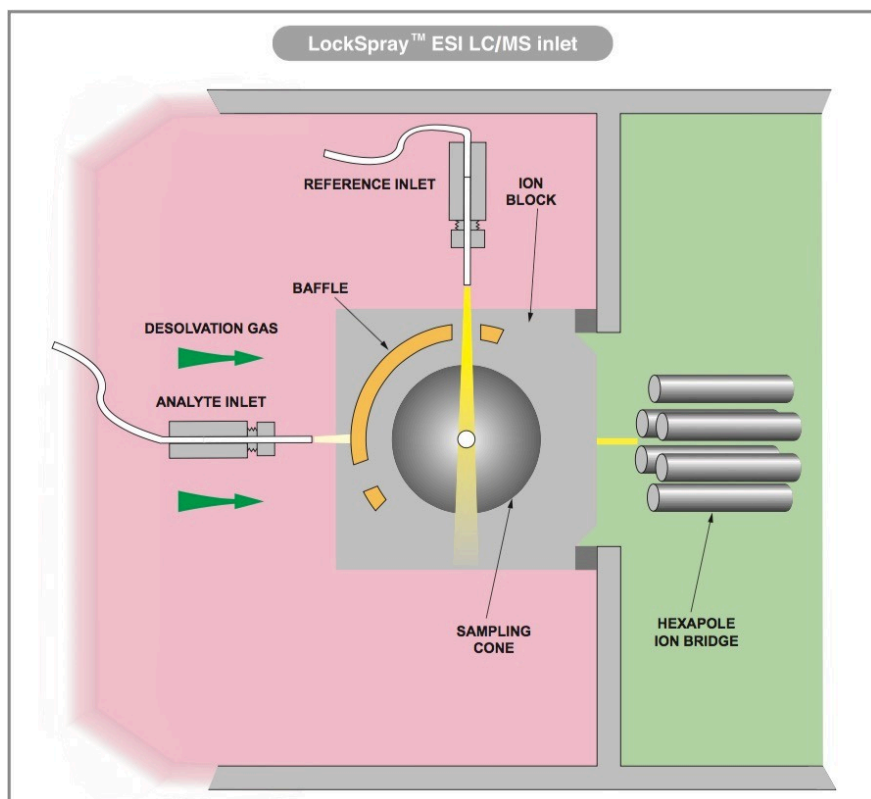 LockSpray™ ESI LC/MS inlet
REFERENCE INLET
ION
BLOCK
BAFFLE
DESOLVATION GAS
ANALYTE INLET
SAMPLING
CONE
HEXAPOLE
ION BRIDGE